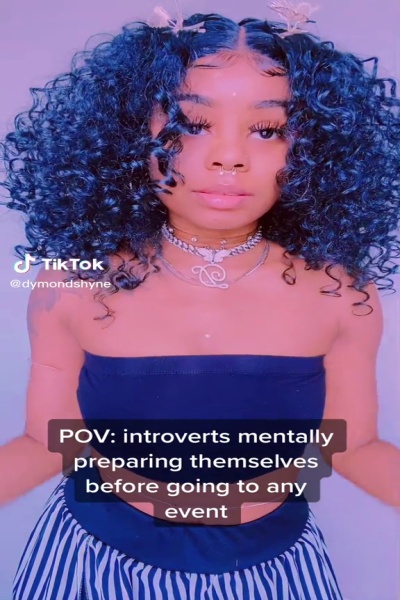 TikTok
@dymondshyne
POV: introverts mentally
preparing themselves
before going to any
event